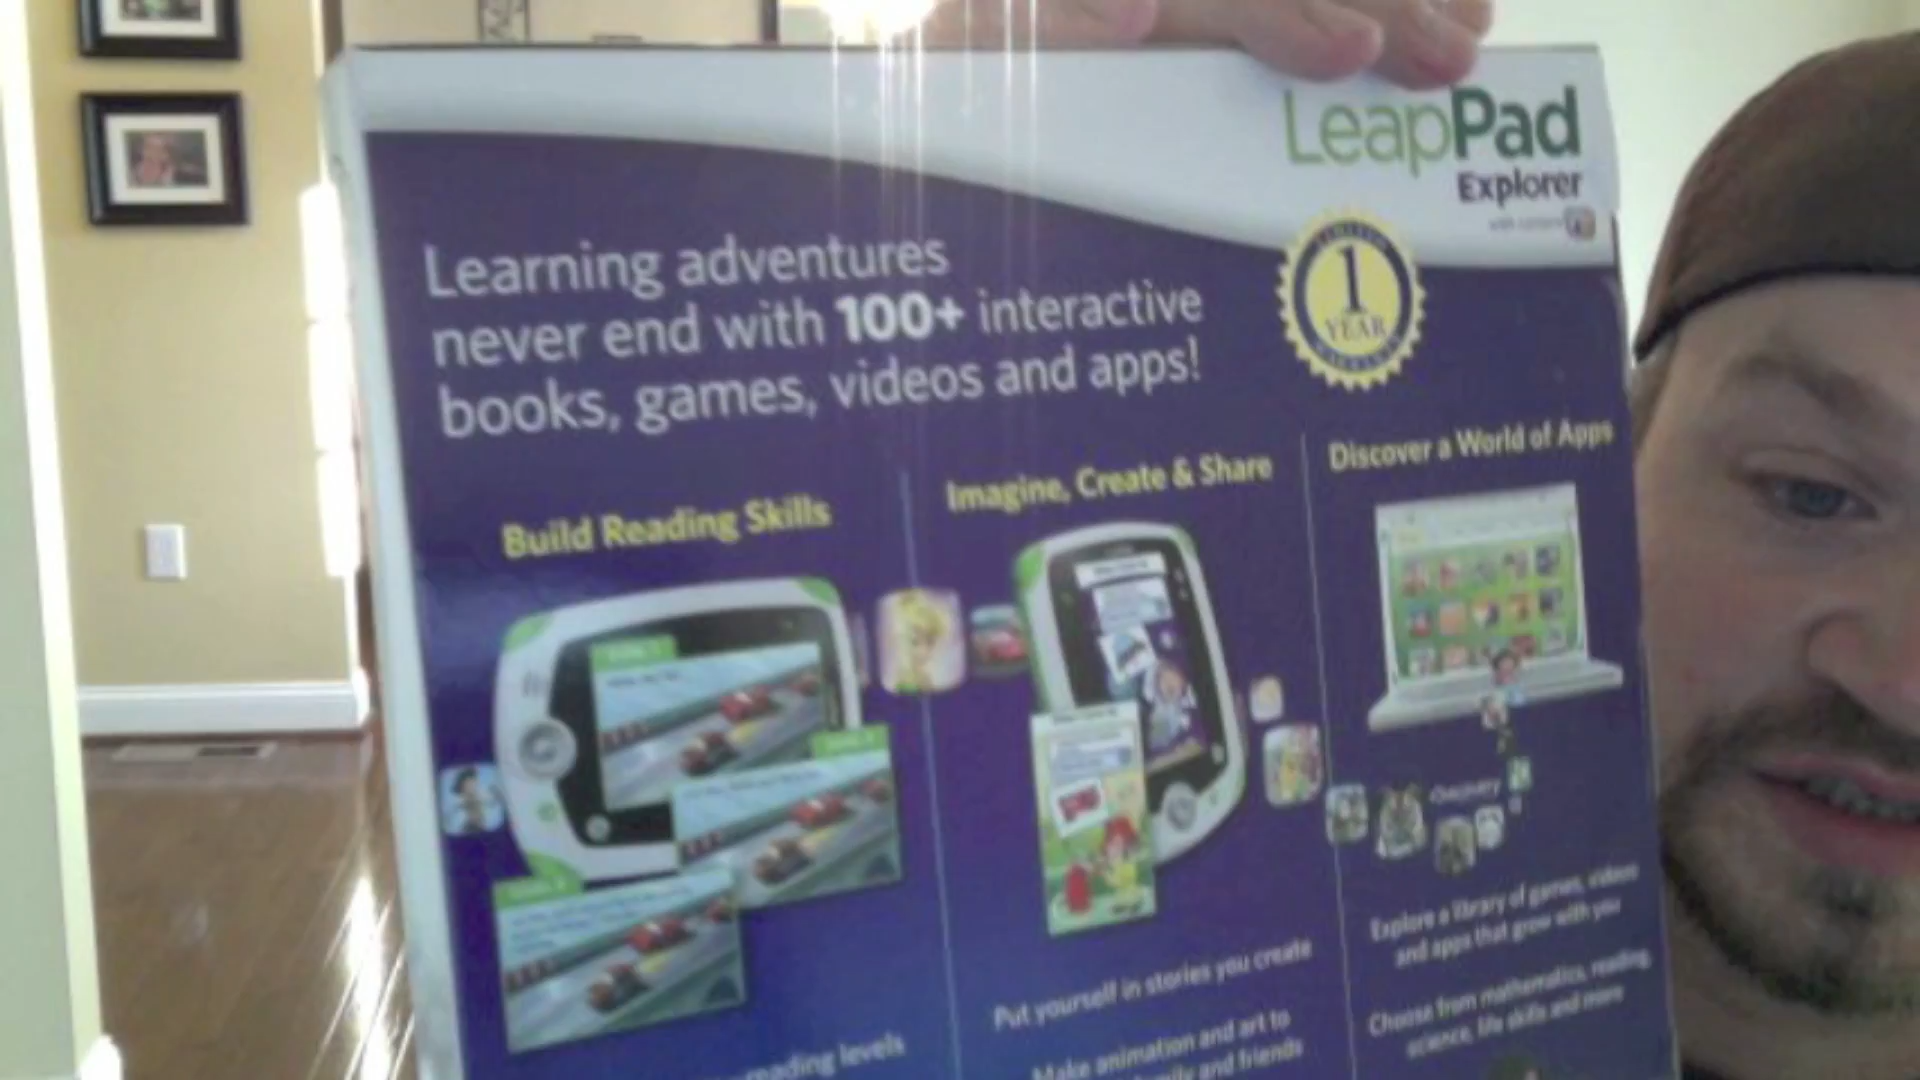 LeapPad
Explorer
Learning adventures
never end with 100+ interactive
books, games, videos and apps!
LIMITED
1
YEAR
WARRANTY
Build Reading Skills
Imagine, Create & Share
Discover a World of Apps
Discovery
reading levels
Put yourself in stories you create
Make animation and art to
family and friends
Explore a library of games, videos
and apps that grow with you
Choose from mathematics, reading,
science, life skills and more